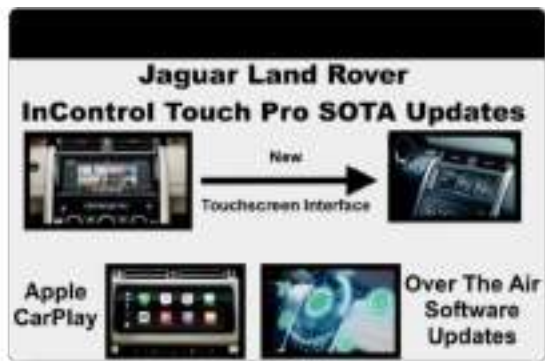 Jaguar Land Rover
InControl Touch Pro SOTA Updates
New
Touchscreen Interface
Apple
CarPlay
Over The Air
Software
Updates